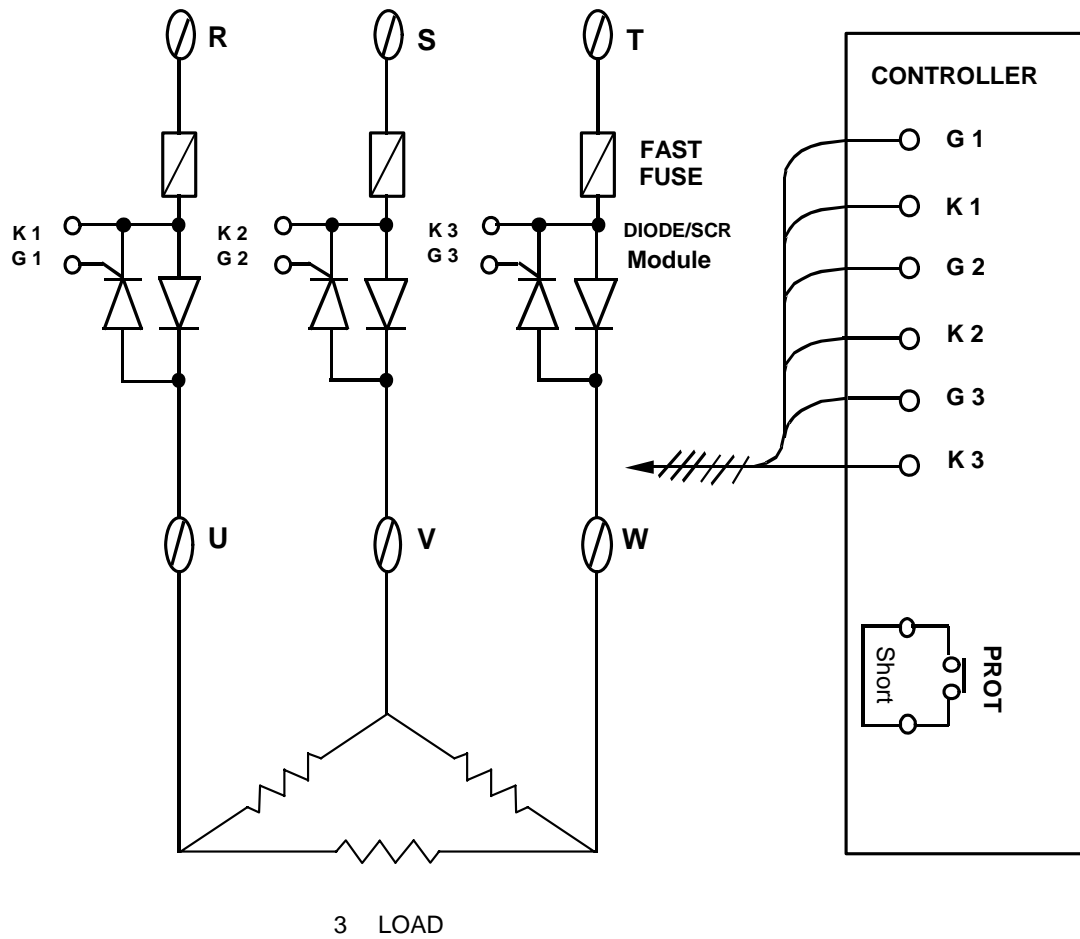 R
S
T
CONTROLLER
FAST
FUSE
DIODE/SCR
Module
K 1
G 1
K 2
G 2
K 3
G 3
G 1
K 1
G 2
K 2
G 3
K 3
U
V
W
Short
PROT
3 LOAD